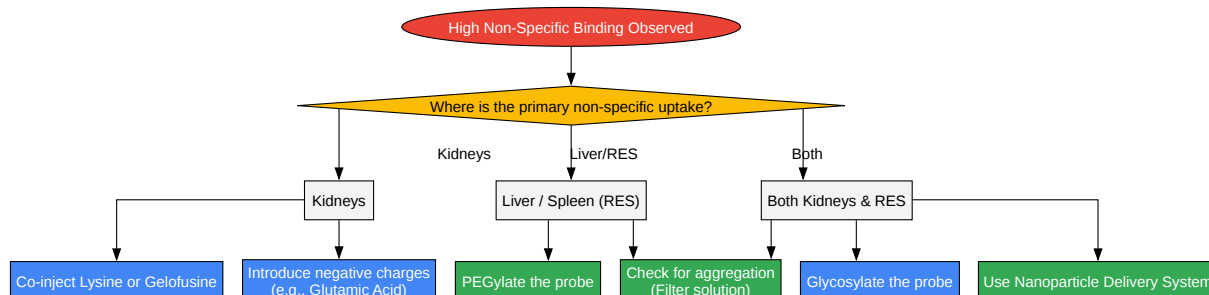 High Non-Specific Binding Observed
Where is the primary non-specific uptake?
Kidneys
Liver/RES
Both
Kidneys
Liver / Spleen (RES)
Both Kidneys & RES
Co-inject Lysine or Gelofusine
Introduce negative charges
(e.g., Glutamic Acid)
PEGylate the probe
Check for aggregation
(Filter solution)
Glycosylate the probe
Use Nanoparticle Delivery System